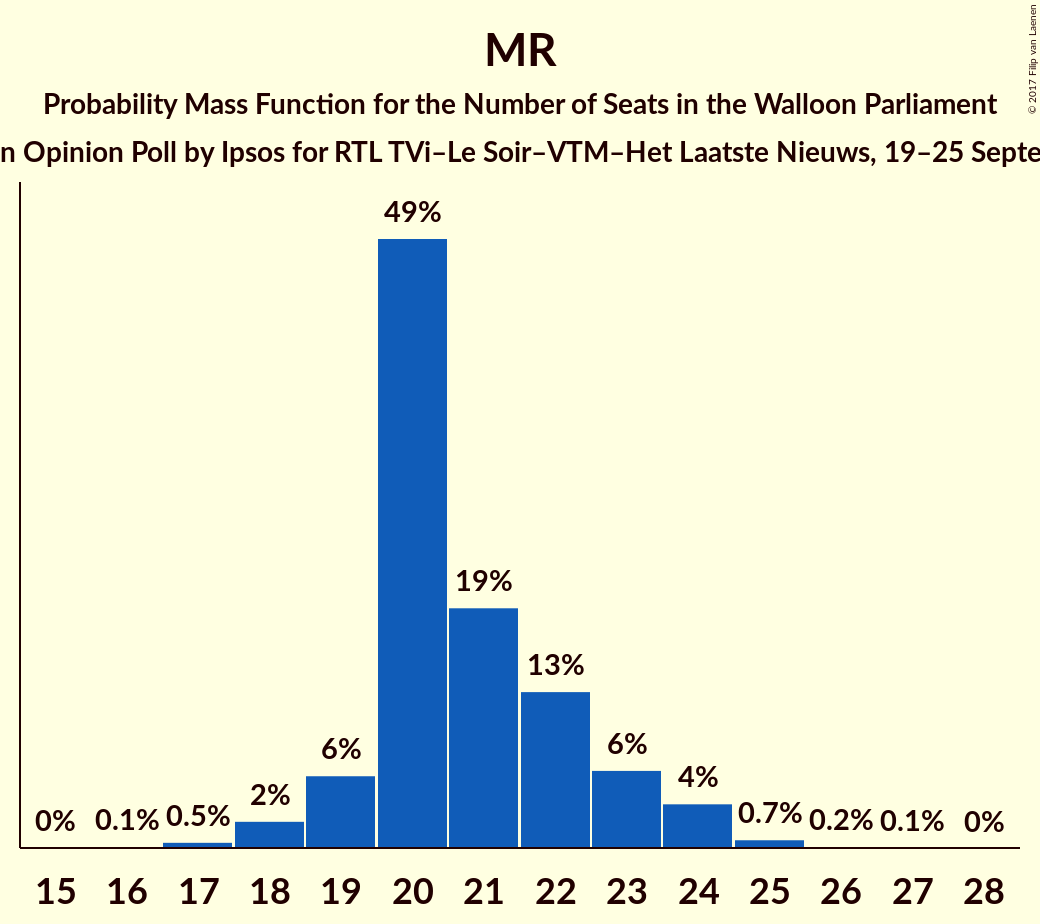 MR
Probability Mass Function for the Number of Seats in the Walloon Parliament
n Opinion Poll by Ipsos for RTL TVi–Le Soir–VTM–Het Laatste Nieuws, 19–25 Septe
© 2017 Filip van Laenen
49%
19%
13%
6%
6%
4%
2%
0.7%
0.5%
0%
0.1%
0.2%
0.1%
0%
15 16 17 18 19 20 21 22 23 24 25 26 27 28